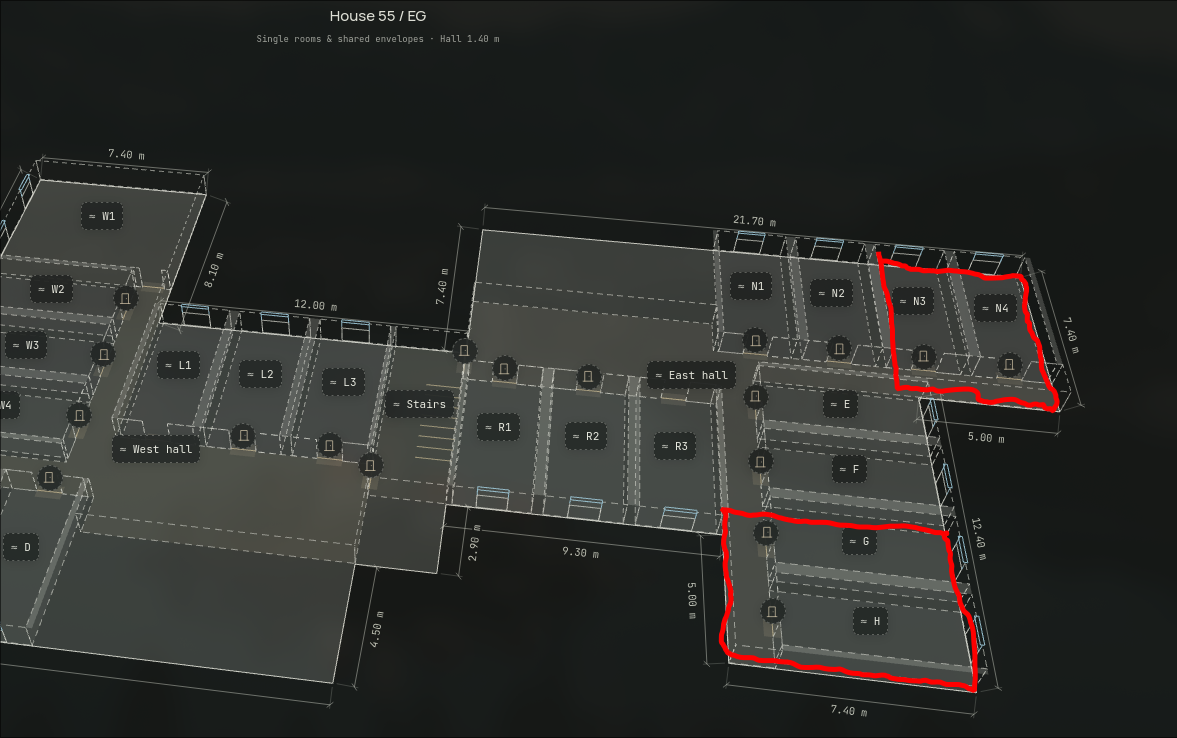 House 55 / EG
Single rooms & shared envelopes · Hall 1.40 m
7.40 m
≈ W1
8.10 m
≈ W2
12.00 m
≈ W3
≈ L1
≈ L2
≈ L3
W4
≈ Stairs
≈ West hall
≈ D
4.50 m
2.90 m
7.40 m
21.70 m
≈ N1
≈ N2
≈ N3
≈ N4
7.40 m
≈ East hall
≈ E
5.00 m
≈ R1
≈ R2
≈ R3
≈ F
9.30 m
≈ G
12.40 m
5.00 m
≈ H
7.40 m